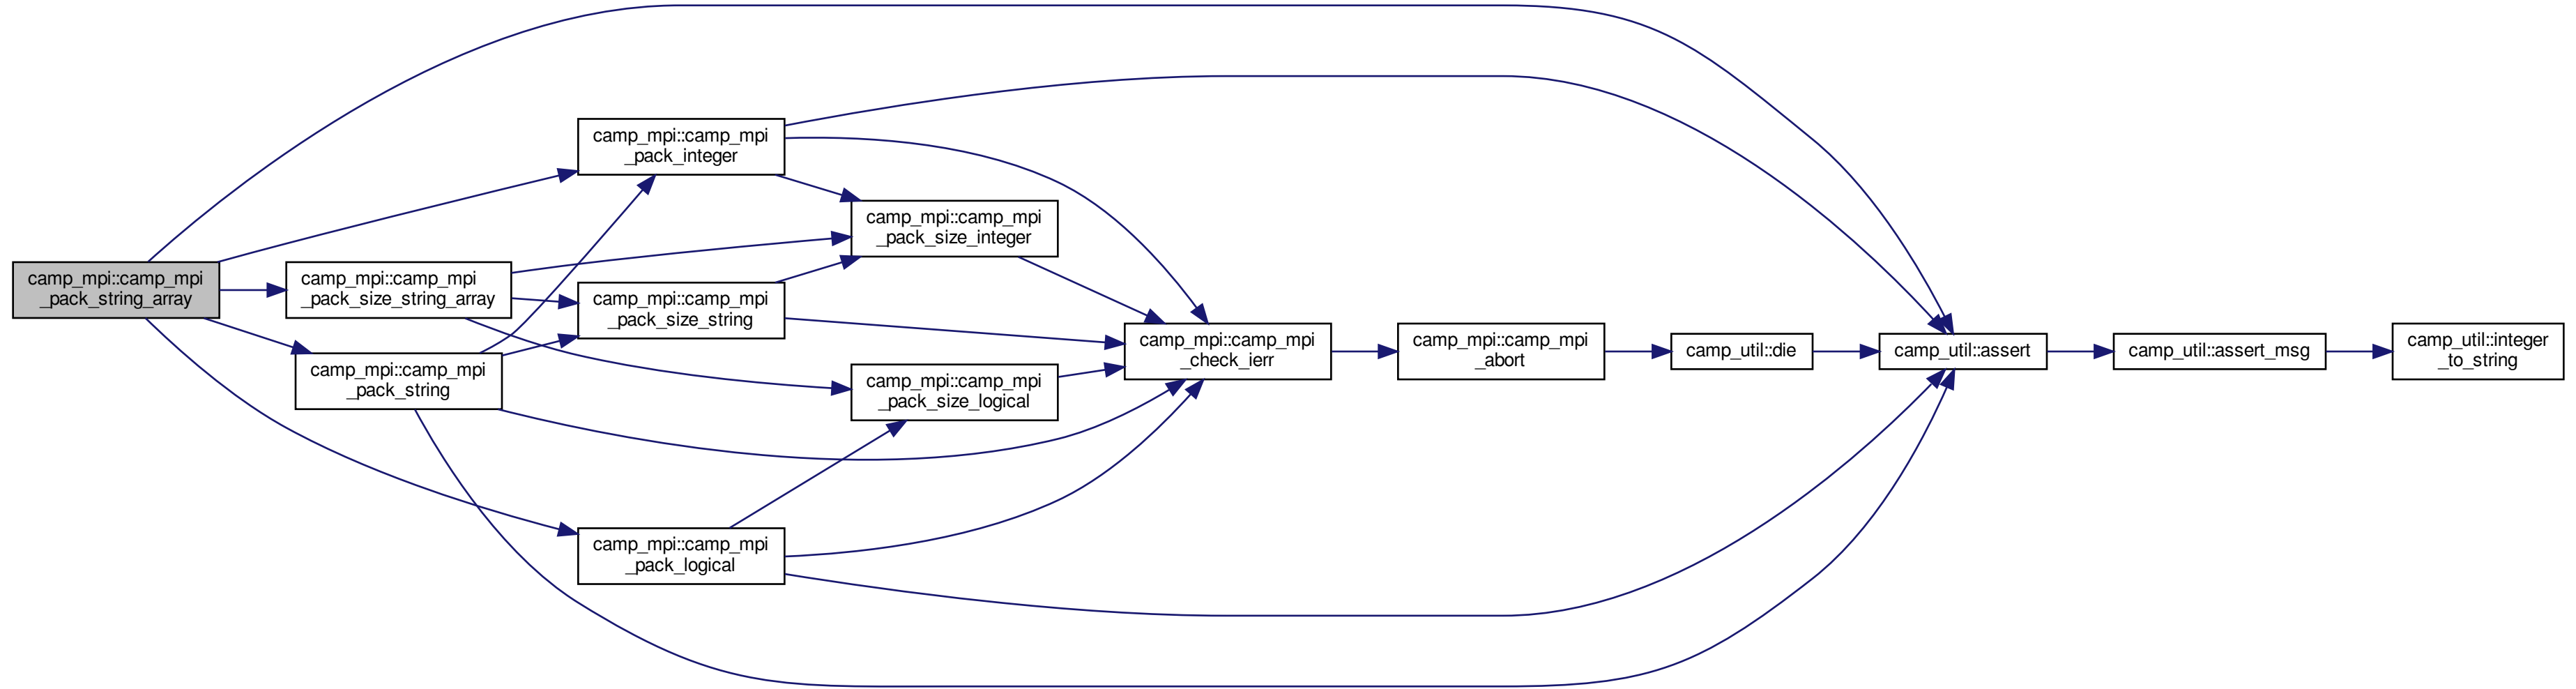 camp_mpi::camp_mpi
_pack_string_array
camp_mpi::camp_mpi
_pack_integer
camp_mpi::camp_mpi
_pack_size_string_array
camp_mpi::camp_mpi
_pack_string
camp_mpi::camp_mpi
_pack_size_integer
camp_mpi::camp_mpi
_pack_size_string
camp_mpi::camp_mpi
_pack_size_logical
camp_mpi::camp_mpi
_pack_logical
camp_mpi::camp_mpi
_check_ierr
camp_mpi::camp_mpi
_abort
camp_util::die
camp_util::assert
camp_util::assert_msg
camp_util::integer
_to_string